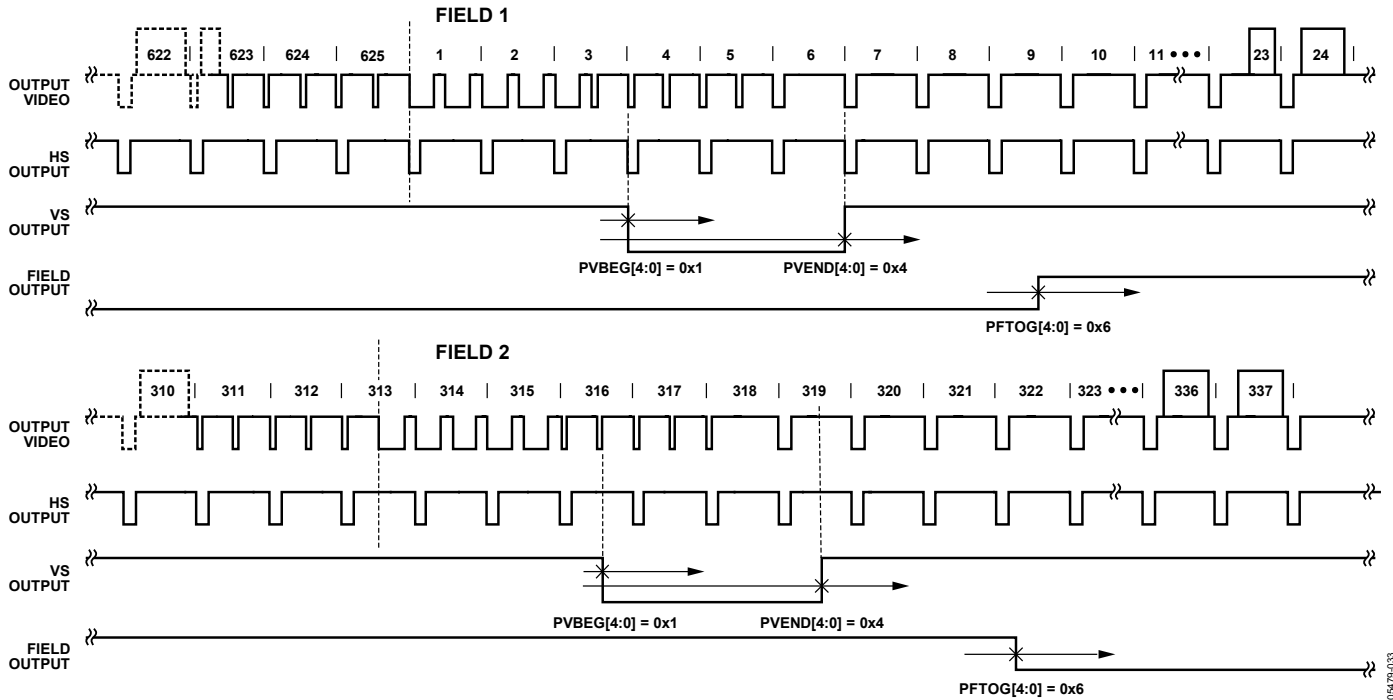 FIELD 1
622 623 624 625 1 2 3 4 5 6 7 8 9 10 11 ••• 23 24
OUTPUT
VIDEO
HS
OUTPUT
VS
OUTPUT
PVBEG[4:0] = 0x1 PVEND[4:0] = 0x4
FIELD
OUTPUT
PFTOG[4:0] = 0x6
FIELD 2
310 311 312 313 314 315 316 317 318 319 320 321 322 323 ••• 336 337
OUTPUT
VIDEO
HS
OUTPUT
VS
OUTPUT
PVBEG[4:0] = 0x1 PVEND[4:0] = 0x4
FIELD
OUTPUT
PFTOG[4:0] = 0x6
05479-033